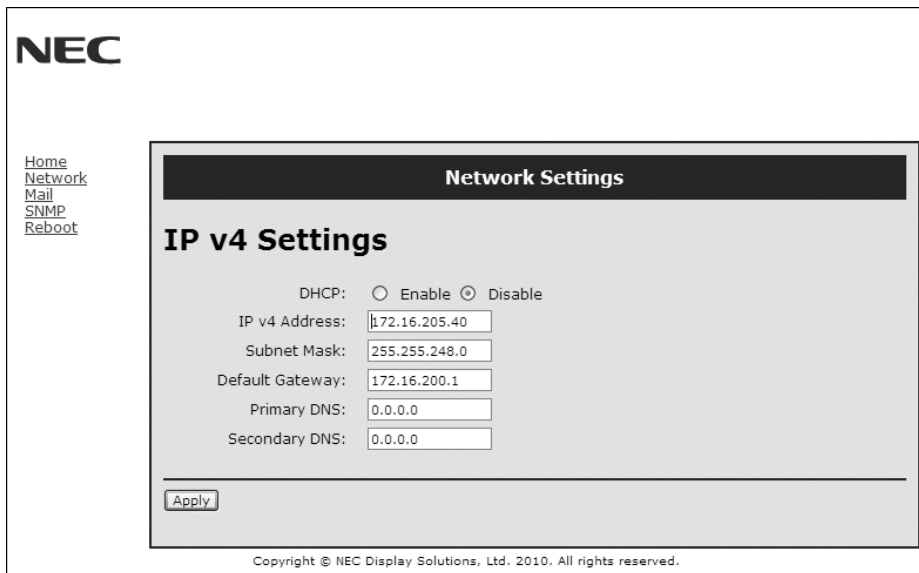 NEC
Home
Network
Mail
SNMP
Reboot
Network Settings
IP v4 Settings
DHCP: Enable Disable
IP v4 Address: 172.16.205.40
Subnet Mask: 255.255.248.0
Default Gateway: 172.16.200.1
Primary DNS: 0.0.0.0
Secondary DNS: 0.0.0.0
Apply
Copyright © NEC Display Solutions, Ltd. 2010. All rights reserved.